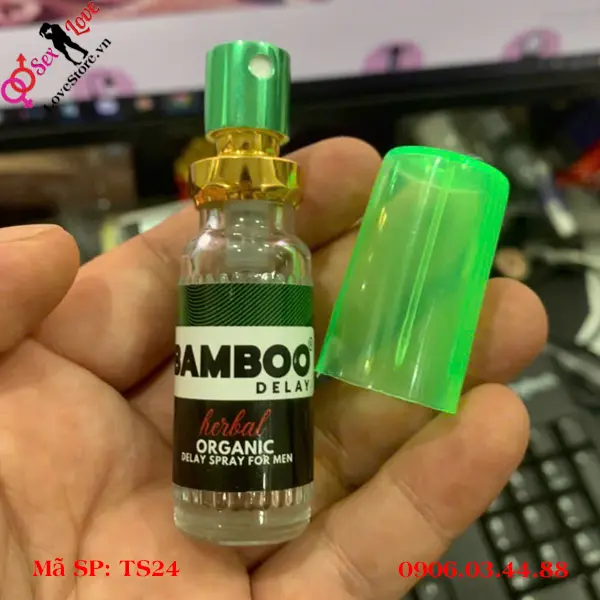 Sex Love
LoveStore.vn
BAMBOO®
DELAY
herbal
ORGANIC
DELAY SPRAY FOR MEN
Mã SP: TS24
0906.03.44.88